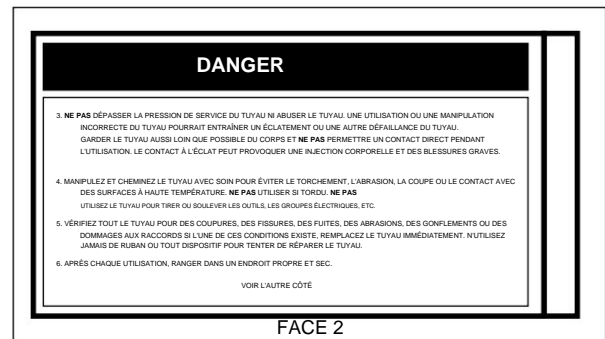 DANGER
3. NE PAS DÉPASSER LA PRESSION DE SERVICE DU TUYAU NI ABUSER LE TUYAU. UNE UTILISATION OU UNE MANIPULATION
INCORRECTE DU TUYAU POURRAIT ENTRAÎNER UN ÉCLATEMENT OU UNE AUTRE DÉFAILLANCE DU TUYAU.
GARDER LE TUYAU AUSSI LOIN QUE POSSIBLE DU CORPS ET NE PAS PERMETTRE UN CONTACT DIRECT PENDANT
L'UTILISATION. LE CONTACT À L'ÉCLAT PEUT PROVOQUER UNE INJECTION CORPORELLE ET DES BLESSURES GRAVES.
4. MANIPULEZ ET CHEMINEZ LE TUYAU AVEC SOIN POUR ÉVITER LE TORCHEMENT, L'ABRASION, LA COUPE OU LE CONTACT AVEC
DES SURFACES À HAUTE TEMPÉRATURE. NE PAS UTILISER SI TORDU. NE PAS
UTILISEZ LE TUYAU POUR TIRER OU SOULEVER LES OUTILS, LES GROUPES ÉLECTRIQUES, ETC.
5. VÉRIFIEZ TOUT LE TUYAU POUR DES COUPURES, DES FISSURES, DES FUITES, DES ABRASIONS, DES GONFLEMENTS OU DES
DOMMAGES AUX RACCORDS SI L'UNE DE CES CONDITIONS EXISTE, REMPLACEZ LE TUYAU IMMÉDIATEMENT. N'UTILISEZ
JAMAIS DE RUBAN OU TOUT DISPOSITIF POUR TENTER DE RÉPARER LE TUYAU.
6. APRÈS CHAQUE UTILISATION, RANGER DANS UN ENDROIT PROPRE ET SEC.
VOIR L'AUTRE CÔTÉ
FACE 2